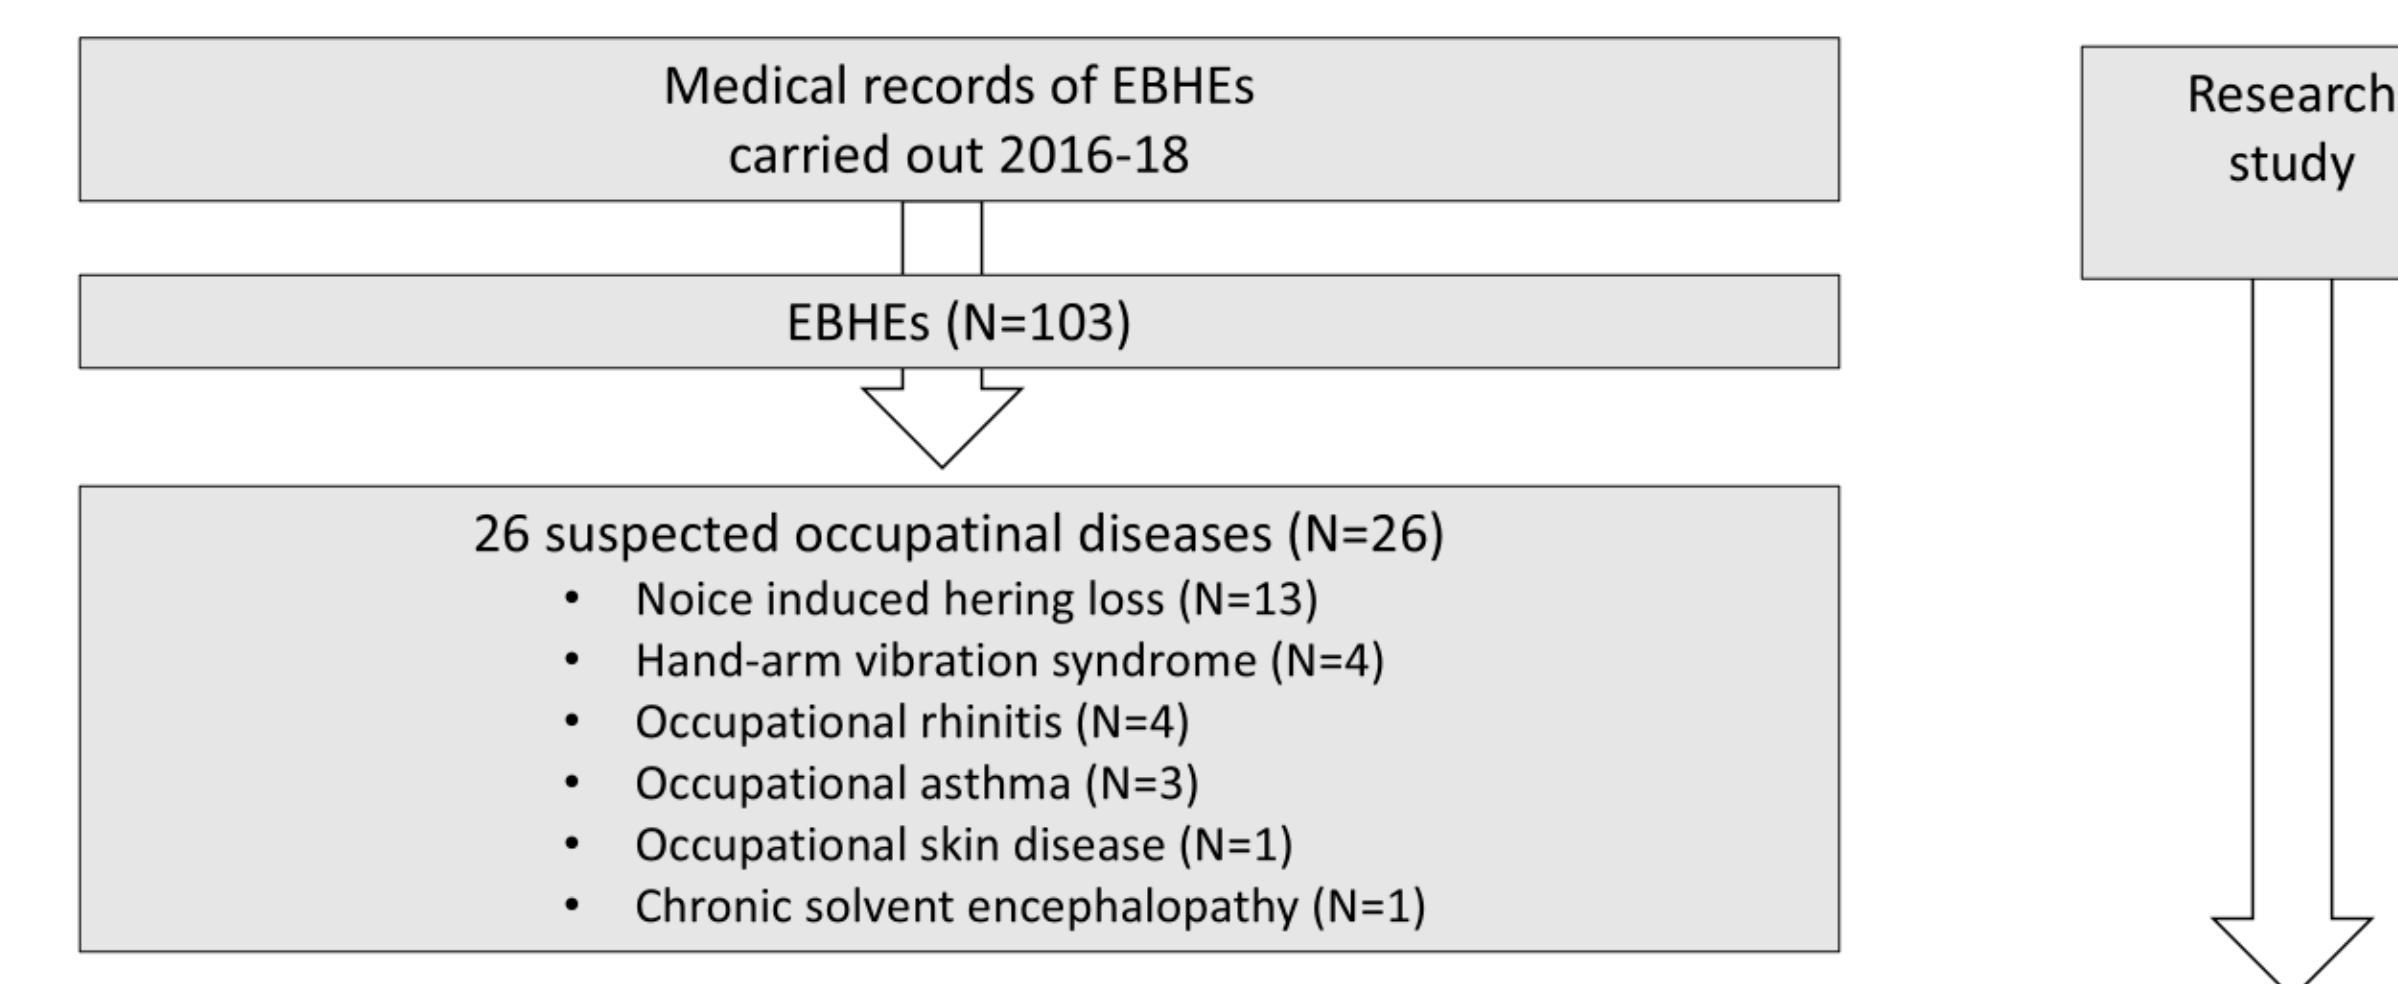 Medical records of EBHEs
carried out 2016-18
Research
study
EBHEs (N=103)
26 suspected occupatinal diseases (N=26)
• Noice induced hering loss (N=13)
• Hand-arm vibration syndrome (N=4)
• Occupational rhinitis (N=4)
• Occupational asthma (N=3)
• Occupational skin disease (N=1)
• Chronic solvent encephalopathy (N=1)